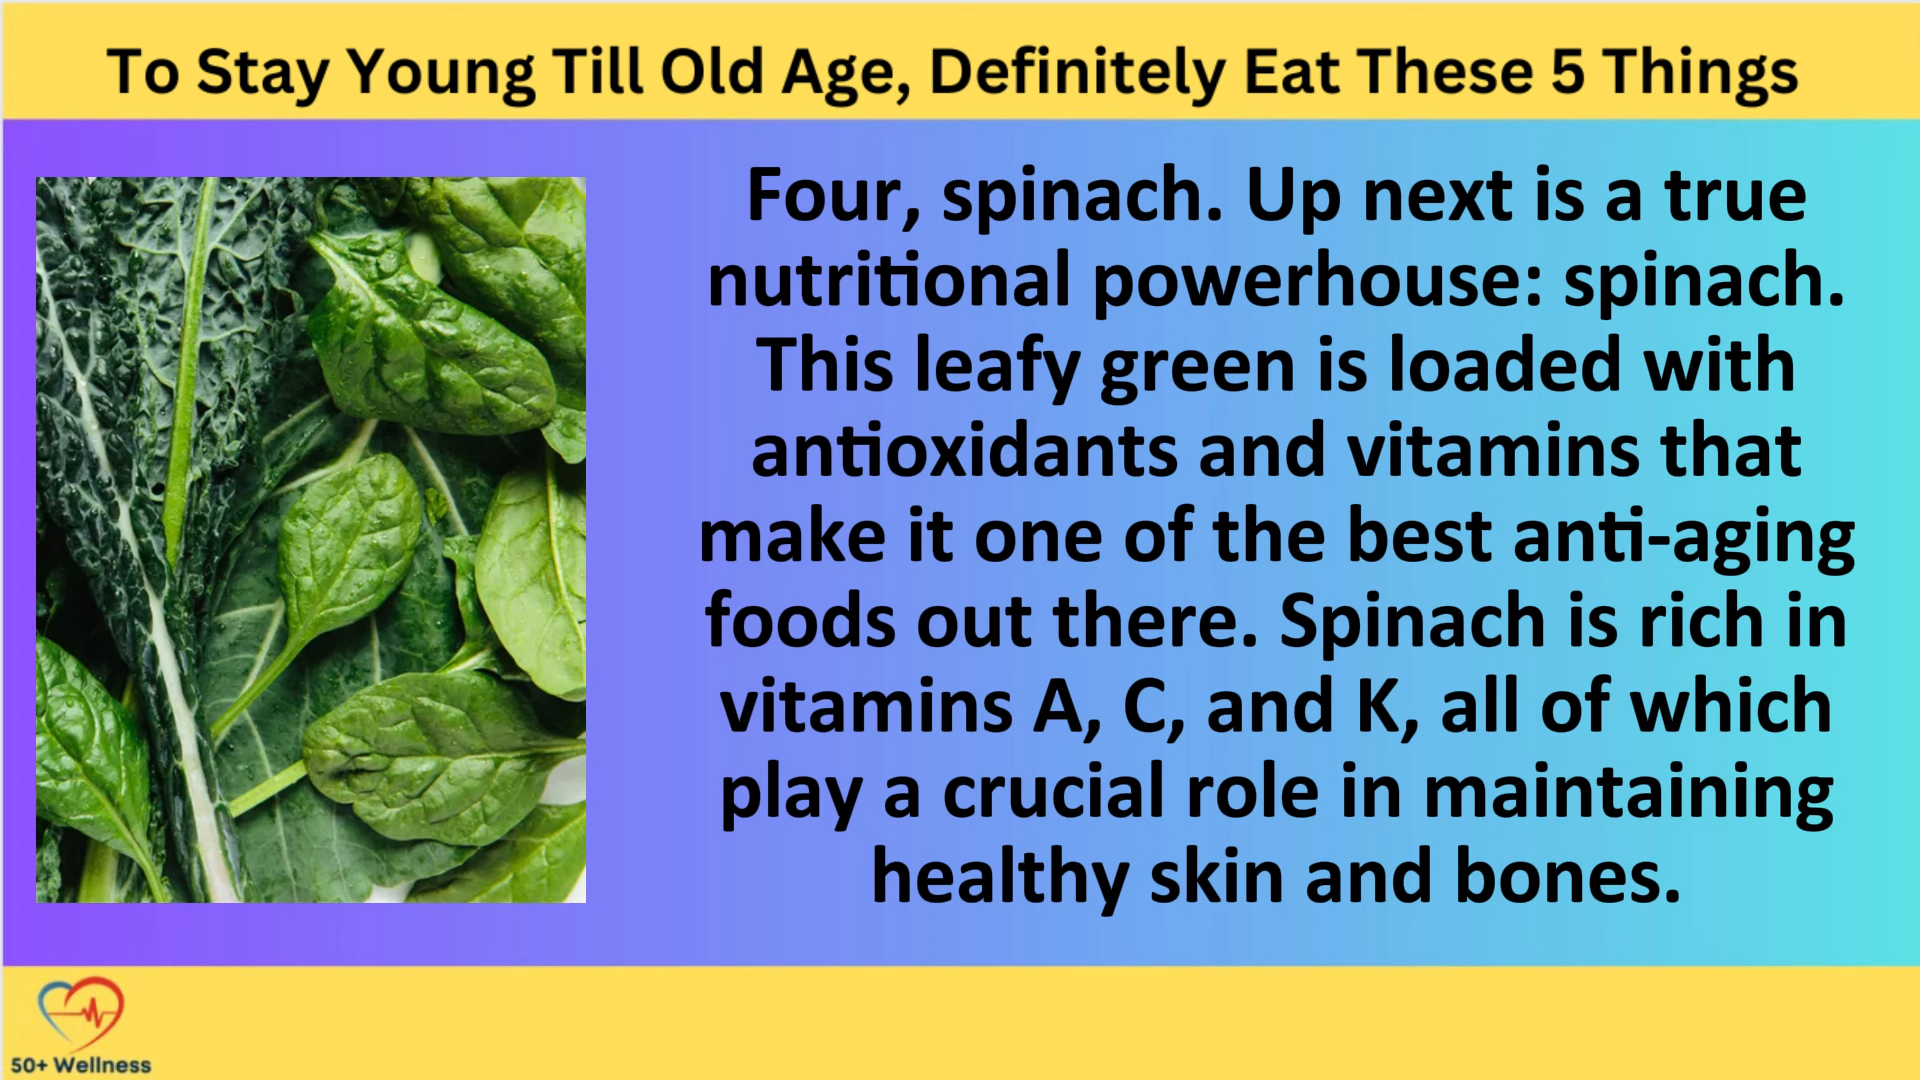 To Stay Young Till Old Age, Definitely Eat These 5 Things
Four, spinach. Up next is a true
nutritional powerhouse: spinach.
This leafy green is loaded with
antioxidants and vitamins that
make it one of the best anti-aging
foods out there. Spinach is rich in
vitamins A, C, and K, all of which
play a crucial role in maintaining
healthy skin and bones.
50+ Wellness